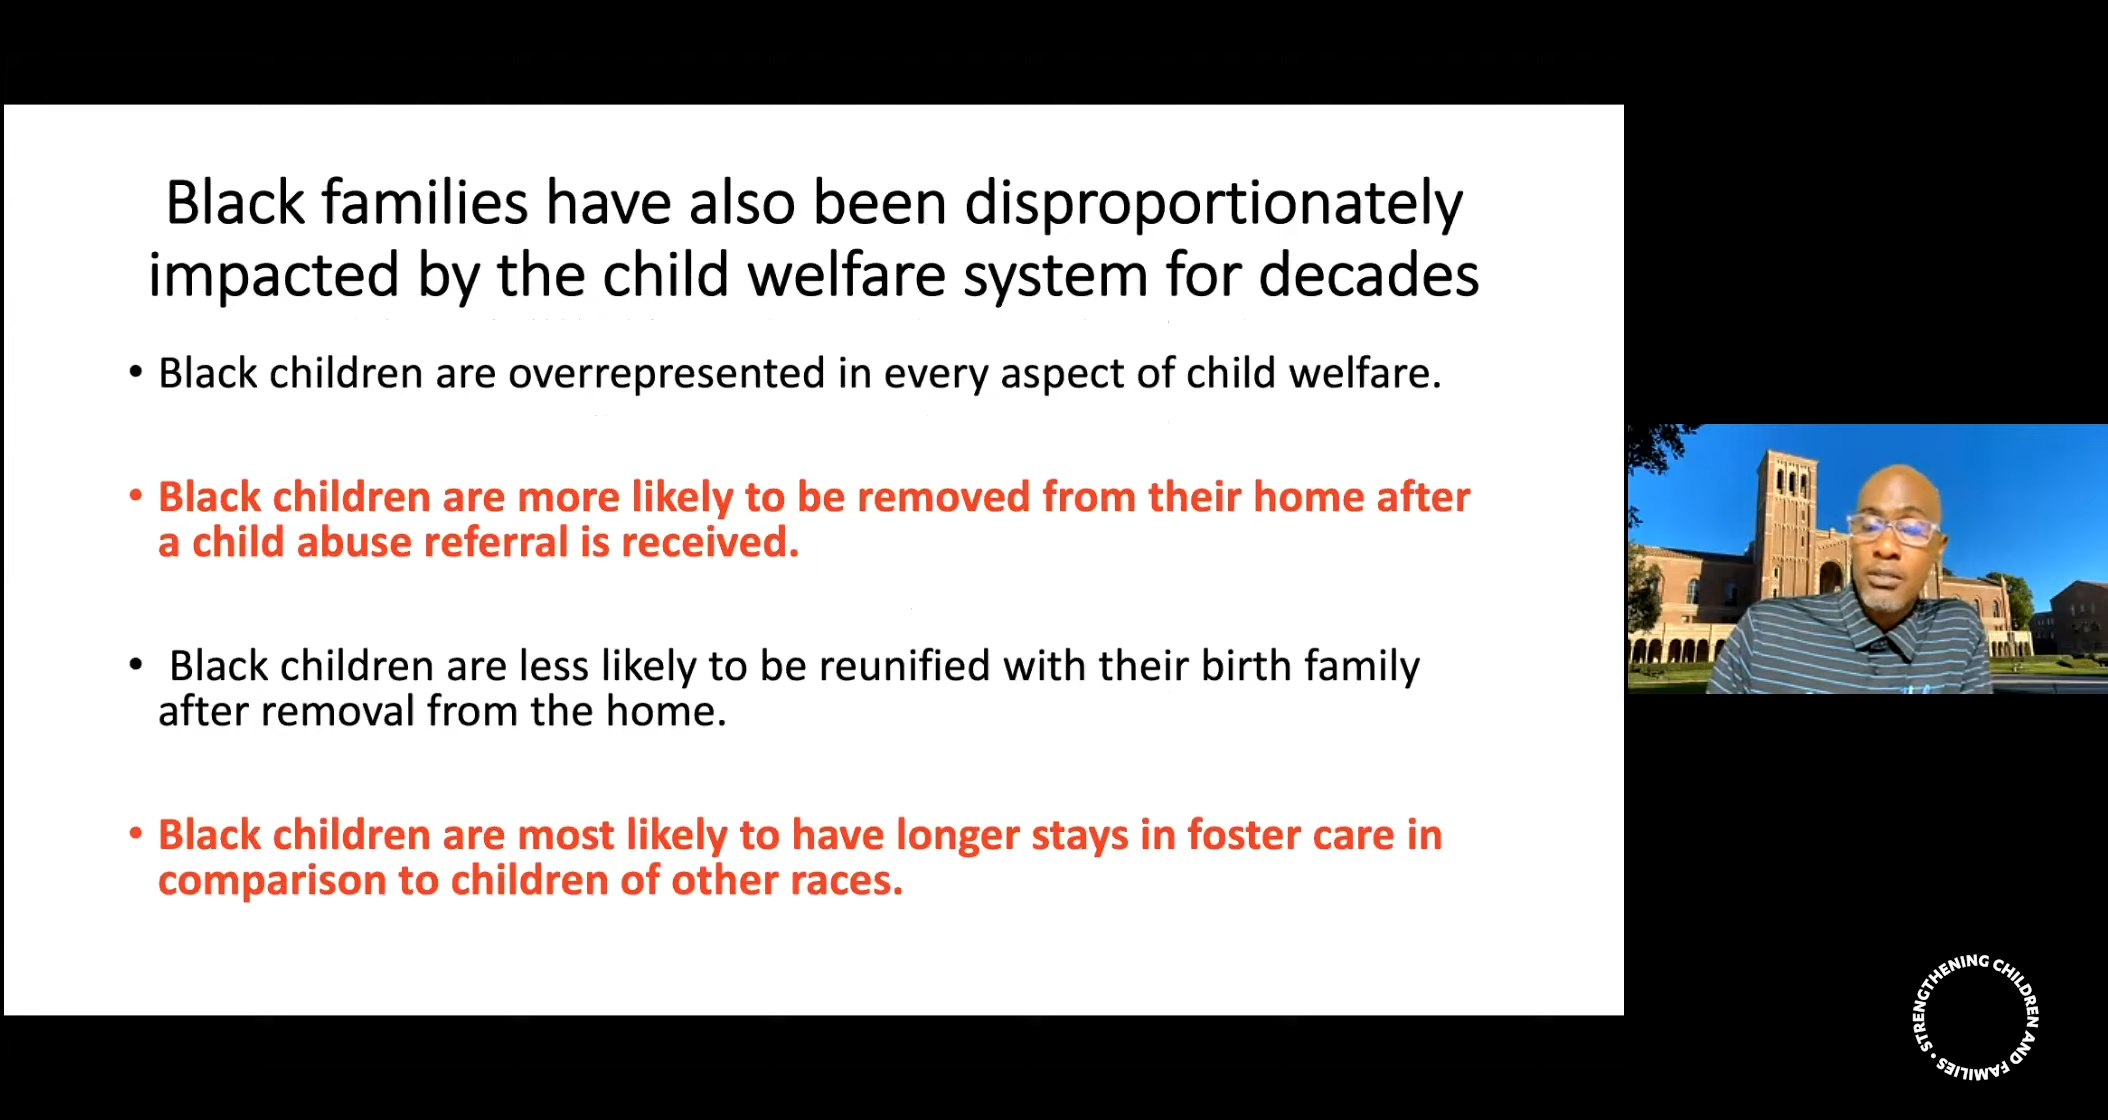 Black families have also been disproportionately
impacted by the child welfare system for decades
• Black children are overrepresented in every aspect of child welfare.
• Black children are more likely to be removed from their home after
a child abuse referral is received.
• Black children are less likely to be reunified with their birth family
after removal from the home.
• Black children are most likely to have longer stays in foster care in
comparison to children of other races.
STRENGTHENING CHILDREN AND FAMILIES •